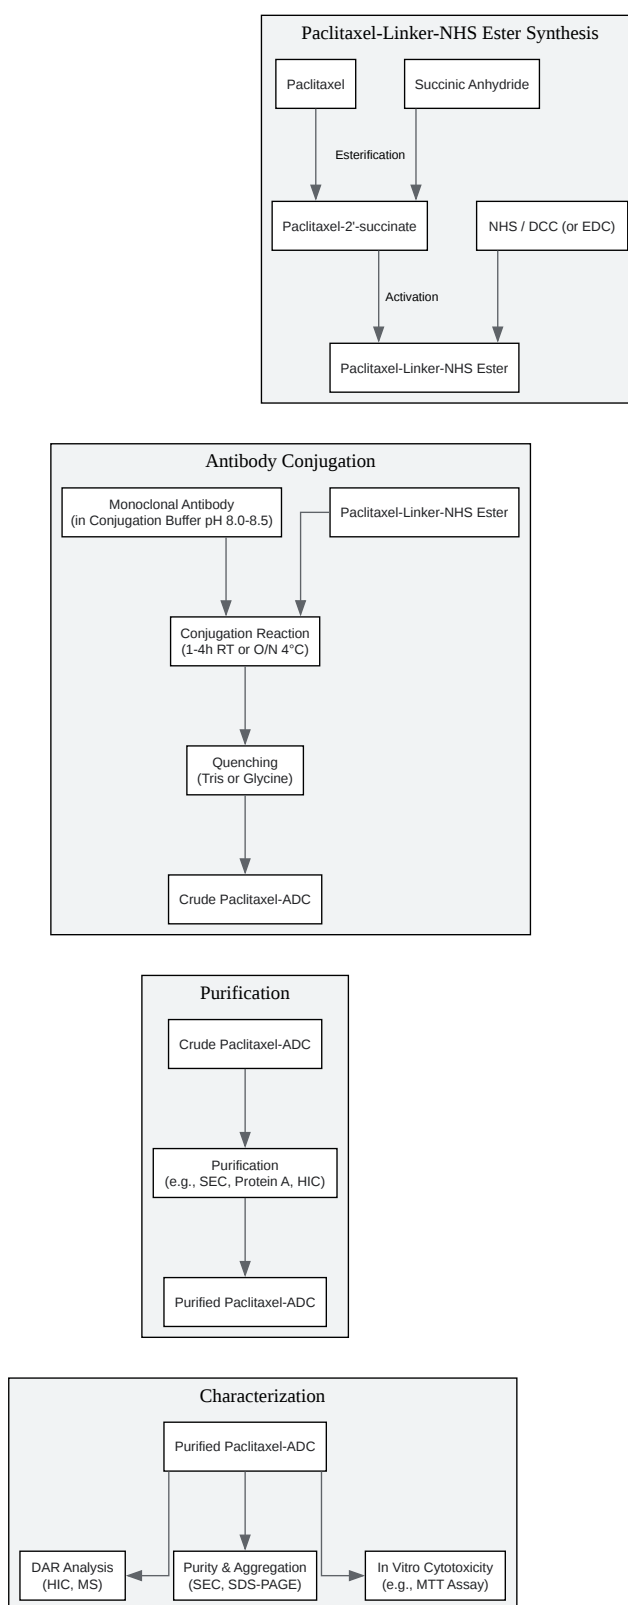 Paclitaxel-Linker-NHS Ester Synthesis
Paclitaxel
Succinic Anhydride
Esterification
Paclitaxel-2'-succinate
NHS / DCC (or EDC)
Activation
Paclitaxel-Linker-NHS Ester
Antibody Conjugation
Monoclonal Antibody
(in Conjugation Buffer pH 8.0-8.5)
Paclitaxel-Linker-NHS Ester
Conjugation Reaction
(1-4h RT or O/N 4°C)
Quenching
(Tris or Glycine)
Crude Paclitaxel-ADC
Purification
Crude Paclitaxel-ADC
Purification
(e.g., SEC, Protein A, HIC)
Purified Paclitaxel-ADC
Characterization
Purified Paclitaxel-ADC
DAR Analysis
(HIC, MS)
Purity & Aggregation
(SEC, SDS-PAGE)
In Vitro Cytotoxicity
(e.g., MTT Assay)